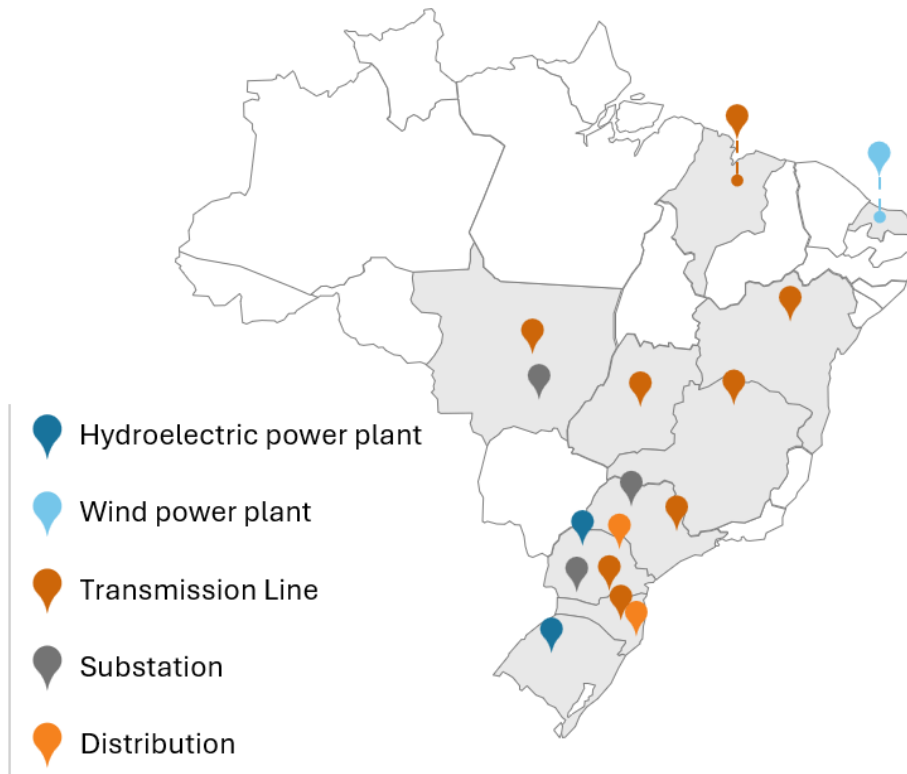 Hydroelectric power plant
Wind power plant
Transmission Line
Substation
Distribution